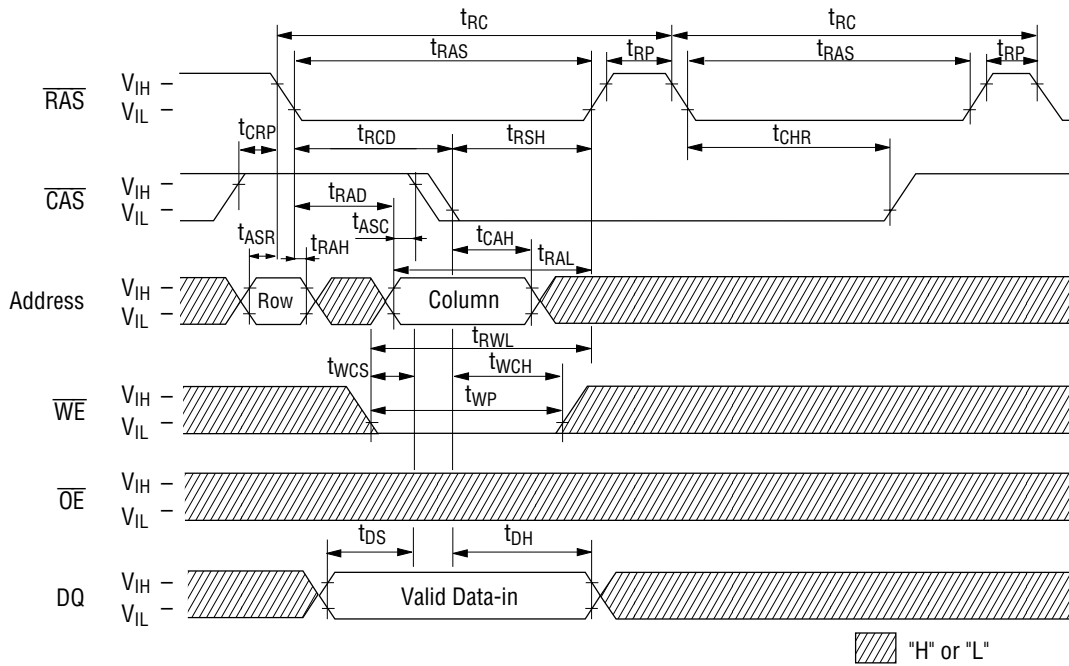 tRC tRC
tRAS tRP tRAS tRP
RAS VIH
VIL
tCRP tRCD tRSH tCHR
CAS VIH
VIL
tRAD
tASC
tASR tRAH tCAH tRAL
Address VIH
VIL
Row Column
tRWL
tWCS tWCH
tWP
WE VIH
VIL
OE VIH
VIL
tDS tDH
DQ VIH
VIL
Valid Data-in
"H" or "L"